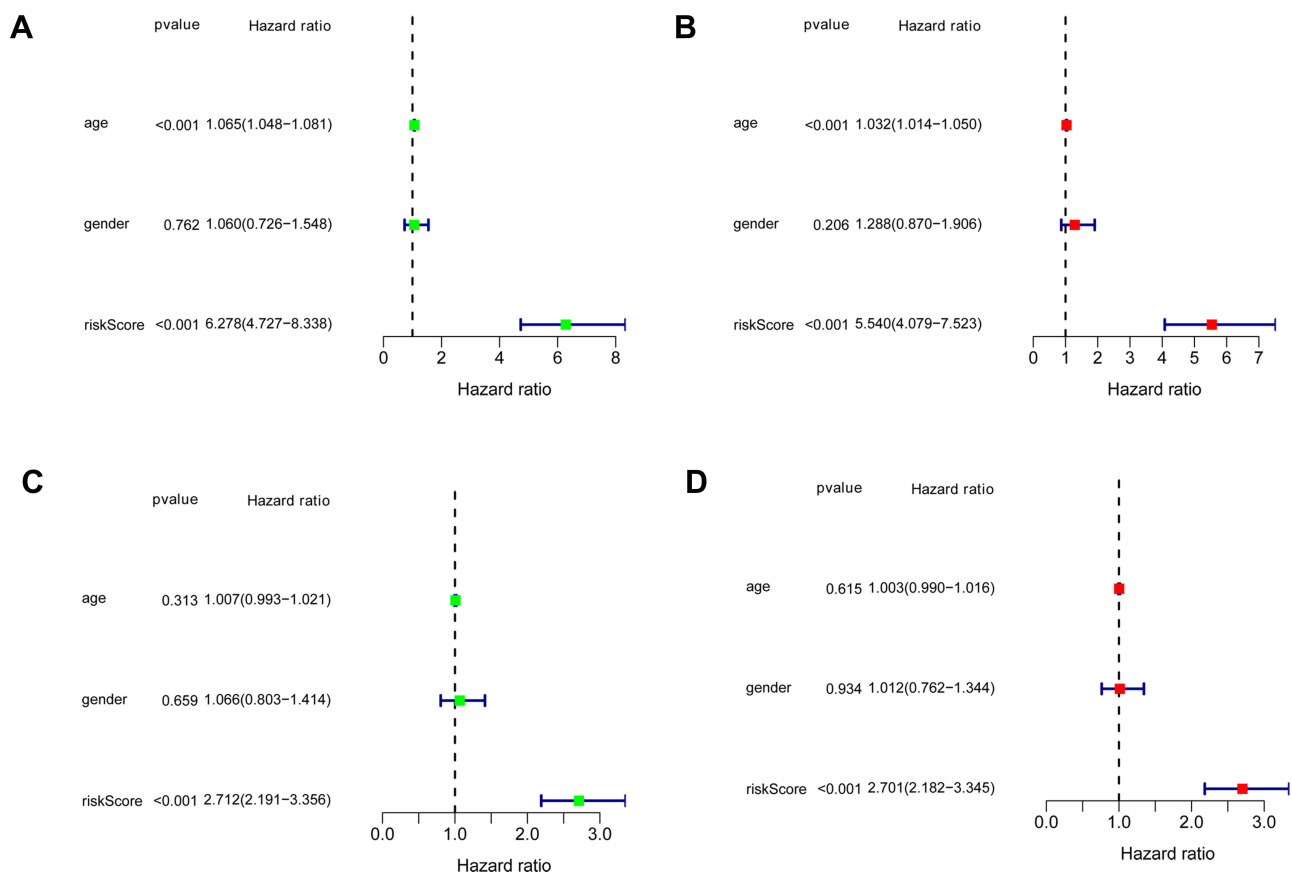 A
pvalue Hazard ratio
age <0.001 1.065(1.048−1.081)
gender 0.762 1.060(0.726−1.548)
riskScore <0.001 6.278(4.727−8.338)
0 2 4 6 8
Hazard ratio
B
pvalue Hazard ratio
age <0.001 1.032(1.014−1.050)
gender 0.206 1.288(0.870−1.906)
riskScore <0.001 5.540(4.079−7.523)
0 1 2 3 4 5 6 7
Hazard ratio
C
pvalue Hazard ratio
age 0.313 1.007(0.993−1.021)
gender 0.659 1.066(0.803−1.414)
riskScore <0.001 2.712(2.191−3.356)
0.0 1.0 2.0 3.0
Hazard ratio
D
pvalue Hazard ratio
age 0.615 1.003(0.990−1.016)
gender 0.934 1.012(0.762−1.344)
riskScore <0.001 2.701(2.182−3.345)
0.0 1.0 2.0 3.0
Hazard ratio